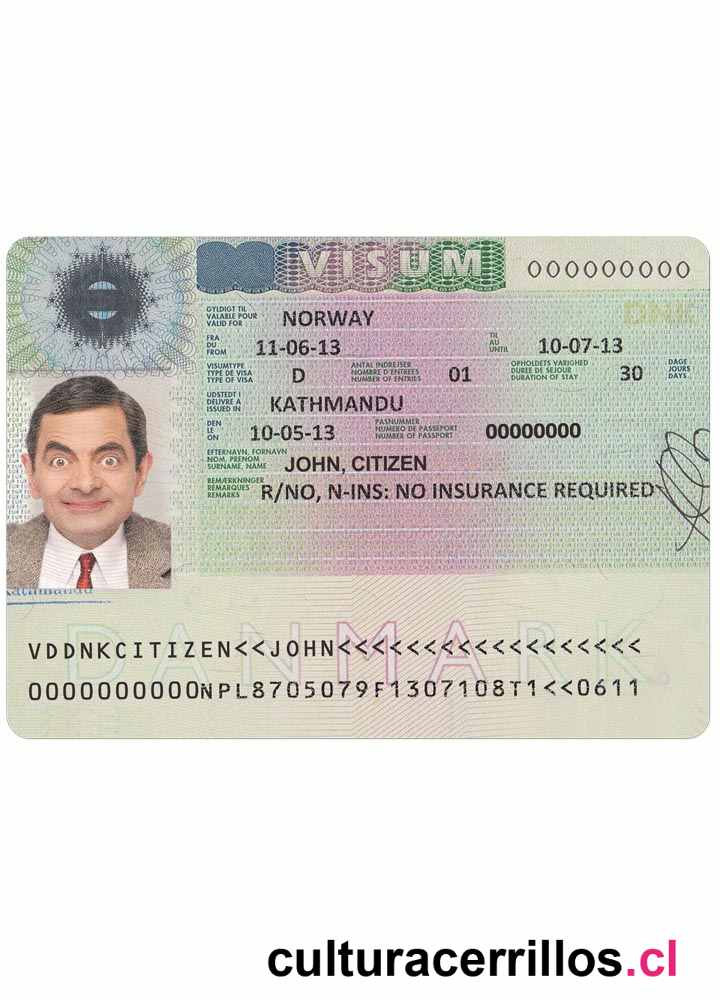 VISUM 000000000
DNK
GYLDIGT TIL
VALABLE POUR
VALID FOR
NORWAY
FRA
DU
FROM
11-06-13
TIL
AU
UNTIL
10-07-13
VISUMTYPE
TYPE DE VISA
TYPE OF VISA
D
ANTAL INDREJSER
NOMBRE D'ENTREES
NUMBER OF ENTRIES
01
OPHOLDETS VARIGHED
DUREE DE SEJOUR
DURATION OF STAY
30
DAGE
JOURS
DAYS
UDSTEDT I
DELIVRE A
ISSUED IN
KATHMANDU
DEN
LE
ON
10-05-13
PASNUMMER
NUMERO DE PASSEPORT
NUMBER OF PASSPORT
00000000
EFTERNAVN, FORNAVN
NOM, PRENOM
SURNAME, NAME
JOHN, CITIZEN
BEMÆRKNINGER
REMARQUES
REMARKS
R/NO, N-INS: NO INSURANCE REQUIRED
Kathmandu
DANMARK
VDDNKCITIZEN<<JOHN<<<<<<<<<<<<<<<<<<
0000000000NPL8705079F1307108T1<<0611
culturacerrillos.cl